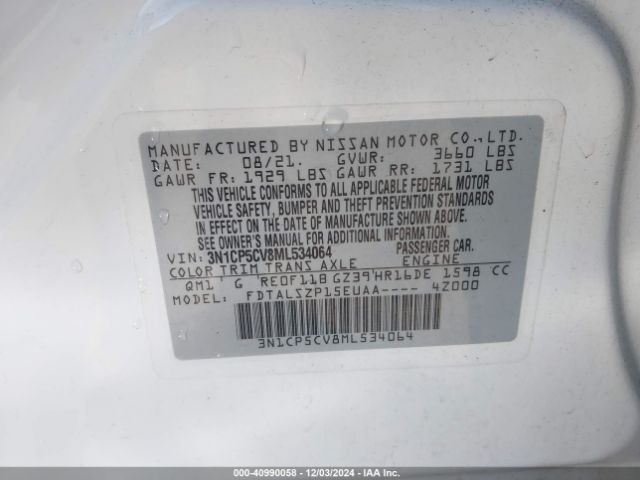 MANUFACTURED BY NISSAN MOTOR CO., LTD.
DATE: 08/21. GVWR: 3660 LBS
GAWR FR: 1929 LBS GAWR RR: 1731 LBS
THIS VEHICLE CONFORMS TO ALL APPLICABLE FEDERAL MOTOR
VEHICLE SAFETY, BUMPER AND THEFT PREVENTION STANDARDS
IN EFFECT ON THE DATE OF MANUFACTURE SHOWN ABOVE.
SEE OWNER'S MANUAL FOR ADDITIONAL INFORMATION.
VIN: 3N1CP5CV8ML534064 PASSENGER CAR.
COLOR TRIM TRANS AXLE ENGINE
QM1 G RE0F11B GZ39 HR16DE 1598 CC
MODEL: FDTALSZP15EUAA---- 4Z000
3N1CP5CV8ML534064
Stock: 40990058 - 12/03/2024 - Owner: IAA Inc.